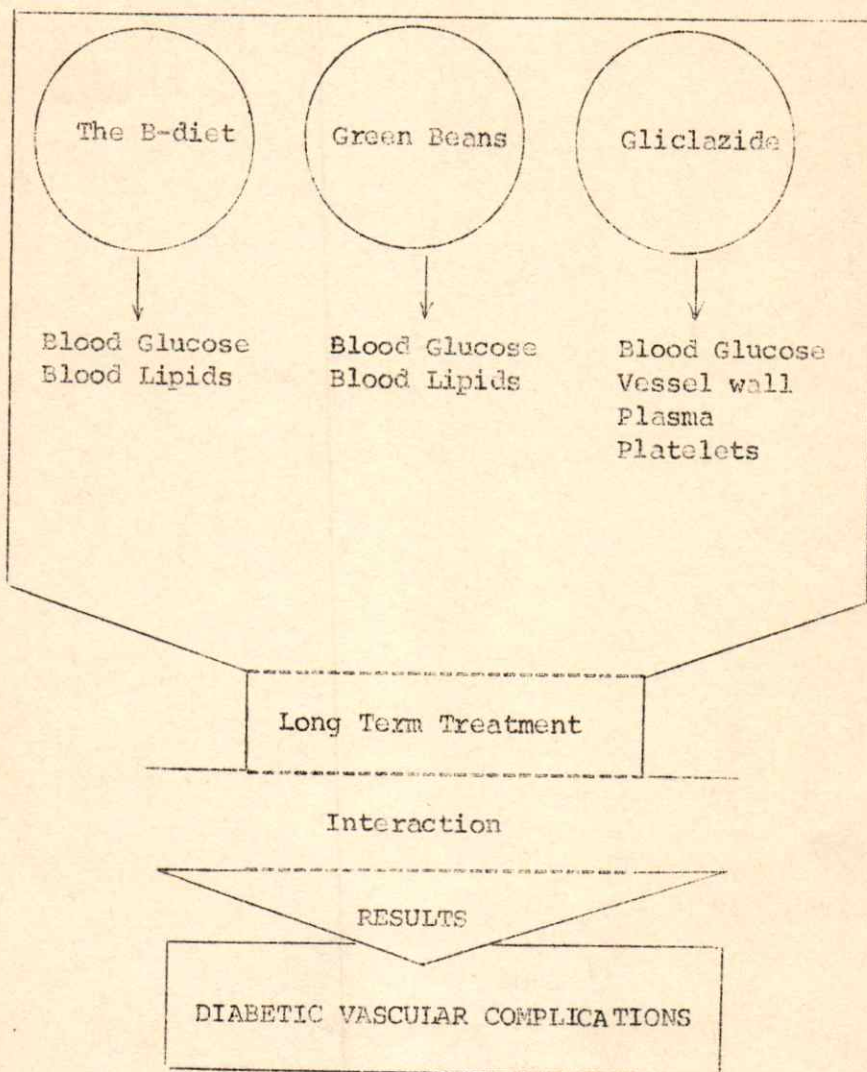 The B-diet
Green Beans
Gliclazide
Blood Glucose
Blood Lipids
Blood Glucose
Blood Lipids
Blood Glucose
Vessel wall
Plasma
Platelets
Long Term Treatment
Interaction
RESULTS
DIABETIC VASCULAR COMPLICATIONS